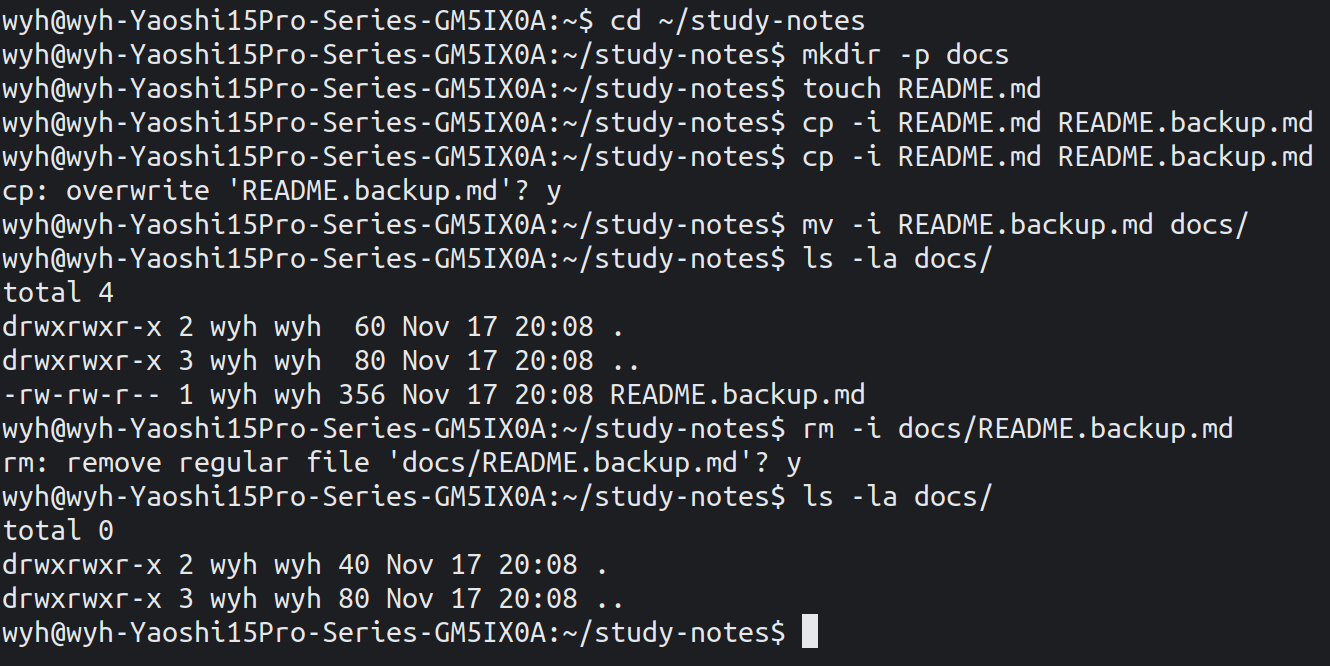 wyh@wyh-Yaoshi15Pro-Series-GM5IX0A:~$ cd ~/study-notes
wyh@wyh-Yaoshi15Pro-Series-GM5IX0A:~/study-notes$ mkdir -p docs
wyh@wyh-Yaoshi15Pro-Series-GM5IX0A:~/study-notes$ touch README.md
wyh@wyh-Yaoshi15Pro-Series-GM5IX0A:~/study-notes$ cp -i README.md README.backup.md
wyh@wyh-Yaoshi15Pro-Series-GM5IX0A:~/study-notes$ cp -i README.md README.backup.md
cp: overwrite 'README.backup.md'? y
wyh@wyh-Yaoshi15Pro-Series-GM5IX0A:~/study-notes$ mv -i README.backup.md docs/
wyh@wyh-Yaoshi15Pro-Series-GM5IX0A:~/study-notes$ ls -la docs/
total 4
drwxrwxr-x 2 wyh wyh  60 Nov 17 20:08 .
drwxrwxr-x 3 wyh wyh  80 Nov 17 20:08 ..
-rw-rw-r-- 1 wyh wyh 356 Nov 17 20:08 README.backup.md
wyh@wyh-Yaoshi15Pro-Series-GM5IX0A:~/study-notes$ rm -i docs/README.backup.md
rm: remove regular file 'docs/README.backup.md'? y
wyh@wyh-Yaoshi15Pro-Series-GM5IX0A:~/study-notes$ ls -la docs/
total 0
drwxrwxr-x 2 wyh wyh 40 Nov 17 20:08 .
drwxrwxr-x 3 wyh wyh 80 Nov 17 20:08 ..
wyh@wyh-Yaoshi15Pro-Series-GM5IX0A:~/study-notes$